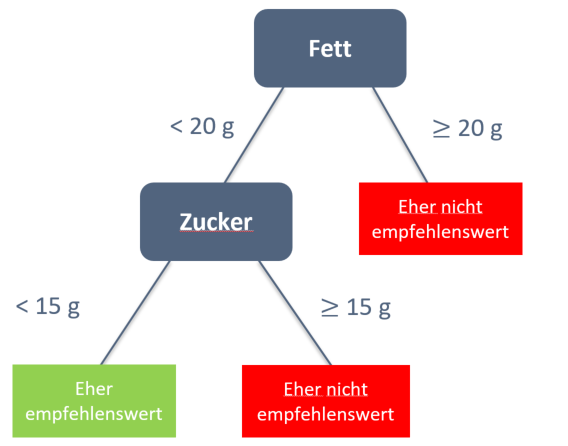 Fett
< 20 g
≥ 20 g
Zucker
Eher nicht
empfehlenswert
< 15 g
≥ 15 g
Eher
empfehlenswert
Eher nicht
empfehlenswert